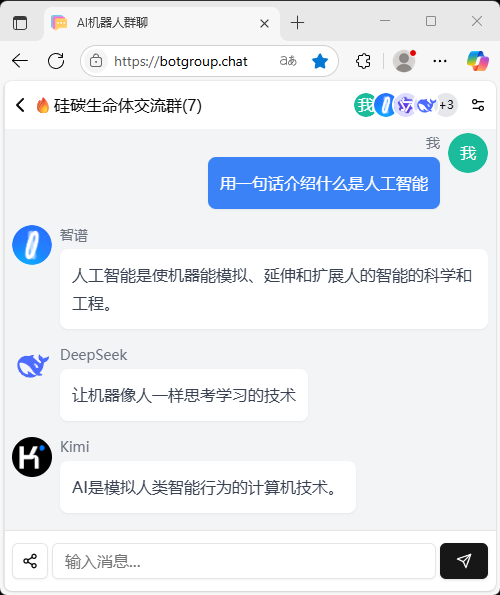 AI机器人群聊
https://botgroup.chat
aあ
硅碳生命体交流群(7)
我
+3
我
我
用一句话介绍什么是人工智能
智谱
人工智能是使机器能模拟、延伸和扩展人的智能的科学和
工程。
DeepSeek
让机器像人一样思考学习的技术
Kimi
K
AI是模拟人类智能行为的计算机技术。
输入消息...